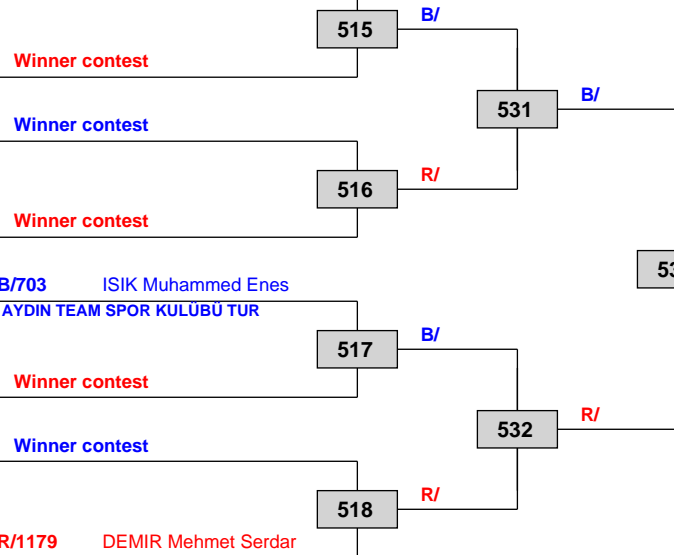 B/
515
Winner contest
B/
531
Winner contest
R/
516
Winner contest
B/703 ISIK Muhammed Enes
AYDIN TEAM SPOR KULÜBÜ TUR
B/
517
Winner contest
R/
532
Winner contest
R/
518
R/1179 DEMIR Mehmet Serdar